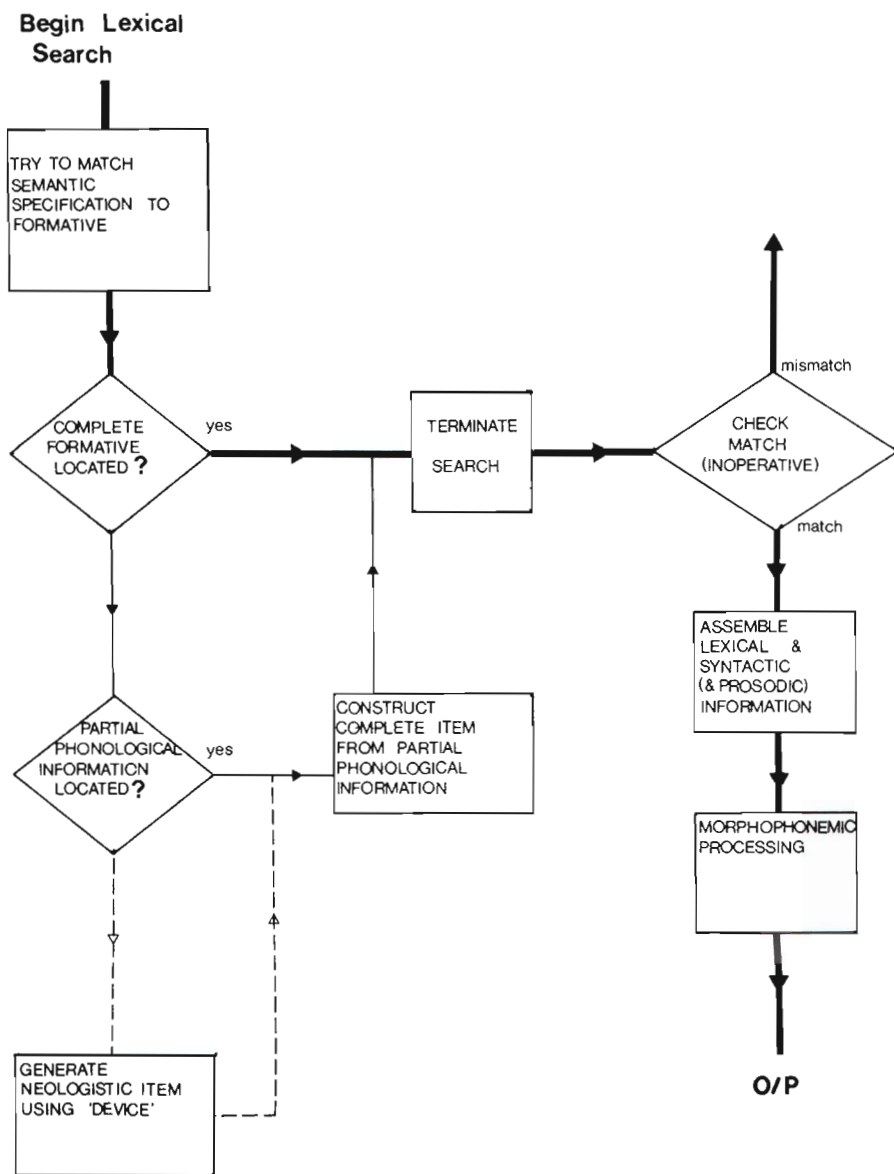 Begin Lexical
Search
TRY TO MATCH
SEMANTIC
SPECIFICATION TO
FORMATIVE
COMPLETE
FORMATIVE
LOCATED?
yes
TERMINATE
SEARCH
mismatch
CHECK
MATCH
(INOPERATIVE)
match
PARTIAL
PHONOLOGICAL
INFORMATION
LOCATED?
yes
CONSTRUCT
COMPLETE ITEM
FROM PARTIAL
PHONOLOGICAL
INFORMATION
ASSEMBLE
LEXICAL &
SYNTACTIC
(& PROSODIC)
INFORMATION
MORPHOPHONEMIC
PROCESSING
GENERATE
NEOLOGISTIC ITEM
USING 'DEVICE'
O/P